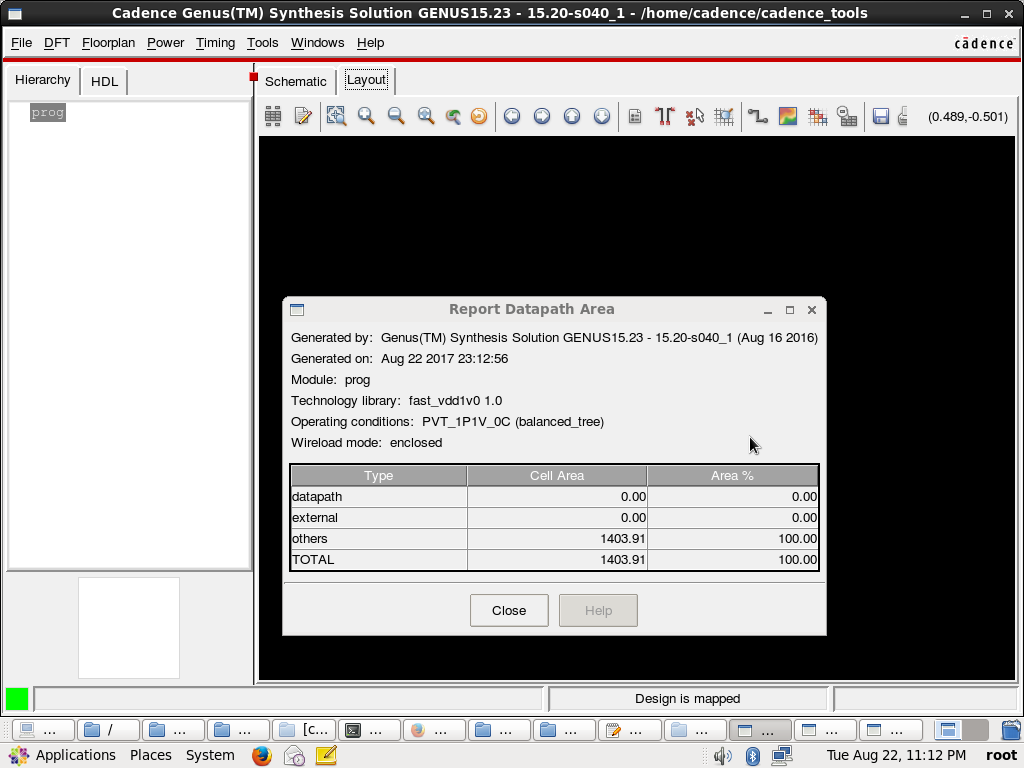 Cadence Genus(TM) Synthesis Solution GENUS15.23 - 15.20-s040_1 - /home/cadence/cadence_tools
File DFT Floorplan Power Timing Tools Windows Help
cādence
Hierarchy HDL
Schematic Layout
prog
(0.489,-0.501)
Report Datapath Area
Generated by: Genus(TM) Synthesis Solution GENUS15.23 - 15.20-s040_1 (Aug 16 2016)
Generated on: Aug 22 2017 23:12:56
Module: prog
Technology library: fast_vdd1v0 1.0
Operating conditions: PVT_1P1V_0C (balanced_tree)
Wireload mode: enclosed
Type Cell Area Area %
datapath 0.00 0.00
external 0.00 0.00
others 1403.91 100.00
TOTAL 1403.91 100.00
Close Help
Design is mapped
... / ... ... [c... ... ... ... ... ... ... ... ... ...
Applications Places System Tue Aug 22, 11:12 PM root